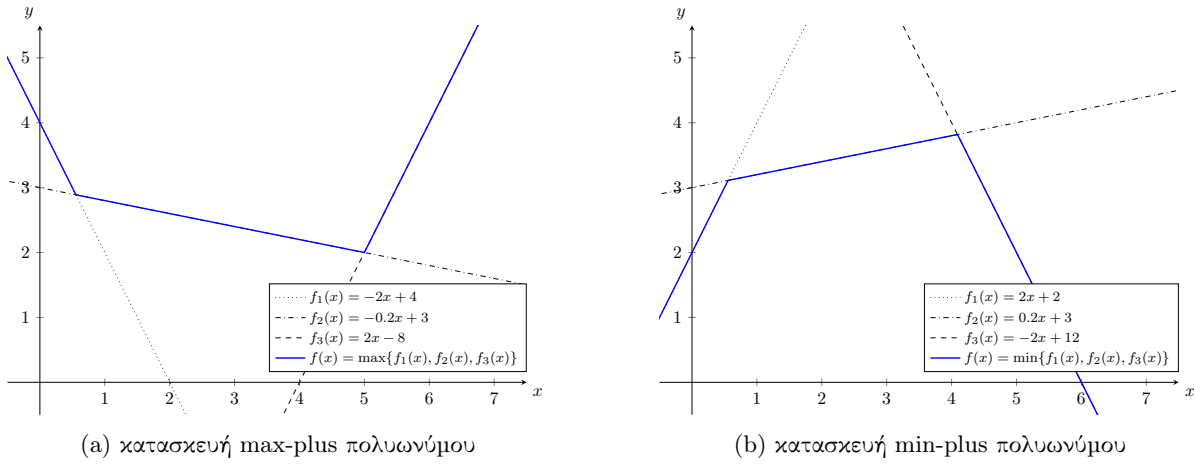 y
5
4
3
2
1
1 2 3 4 5 6 7 x
f₁(x) = −2x + 4
f₂(x) = −0.2x + 3
f₃(x) = 2x − 8
f(x) = max{f₁(x), f₂(x), f₃(x)}
(a) κατασκευή max-plus πολυωνύμου
y
5
4
3
2
1
1 2 3 4 5 6 7 x
f₁(x) = 2x + 2
f₂(x) = 0.2x + 3
f₃(x) = −2x + 12
f(x) = min{f₁(x), f₂(x), f₃(x)}
(b) κατασκευή min-plus πολυωνύμου